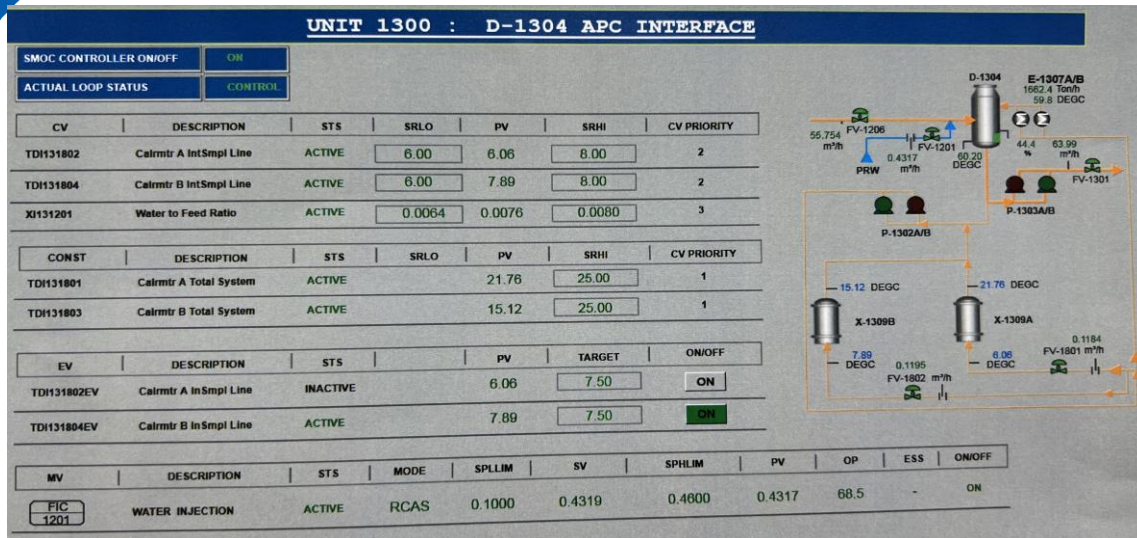 UNIT 1300 : D-1304 APC INTERFACE
SMOC CONTROLLER ON/OFF ON
ACTUAL LOOP STATUS CONTROL
CV | DESCRIPTION | STS | SRLO | PV | SRHI | CV PRIORITY
TDI131802 Calrmtr A IntSmpl Line ACTIVE 6.00 6.06 8.00 2
TDI131804 Calrmtr B IntSmpl Line ACTIVE 6.00 7.89 8.00 2
XI131201 Water to Feed Ratio ACTIVE 0.0064 0.0076 0.0080 3
CONST | DESCRIPTION | STS | SRLO | PV | SRHI | CV PRIORITY
TDI131801 Calrmtr A Total System ACTIVE 21.76 25.00 1
TDI131803 Calrmtr B Total System ACTIVE 15.12 25.00 1
EV | DESCRIPTION | STS | | PV | TARGET | ON/OFF
TDI131802EV Calrmtr A InSmpl Line INACTIVE 6.06 7.50 ON
TDI131804EV Calrmtr B InSmpl Line ACTIVE 7.89 7.50 ON
MV | DESCRIPTION | STS | MODE | SPLLIM | SV | SPHLIM | PV | OP | ESS | ON/OFF
FIC
1201
WATER INJECTION ACTIVE RCAS 0.1000 0.4319 0.4600 0.4317 68.5 - ON
D-1304
E-1307A/B
1662.4 Ton/h
59.8 DEGC
FV-1206
55.754
m³/h
FV-1201
PRW
0.4317
m³/h
60.20
DEGC
44.4
%
63.99
m³/h
FV-1301
P-1303A/B
P-1302A/B
15.12 DEGC
21.76 DEGC
X-1309B
X-1309A
7.89
DEGC
0.1195
FV-1802 m³/h
6.06
DEGC
0.1184
FV-1801 m³/h